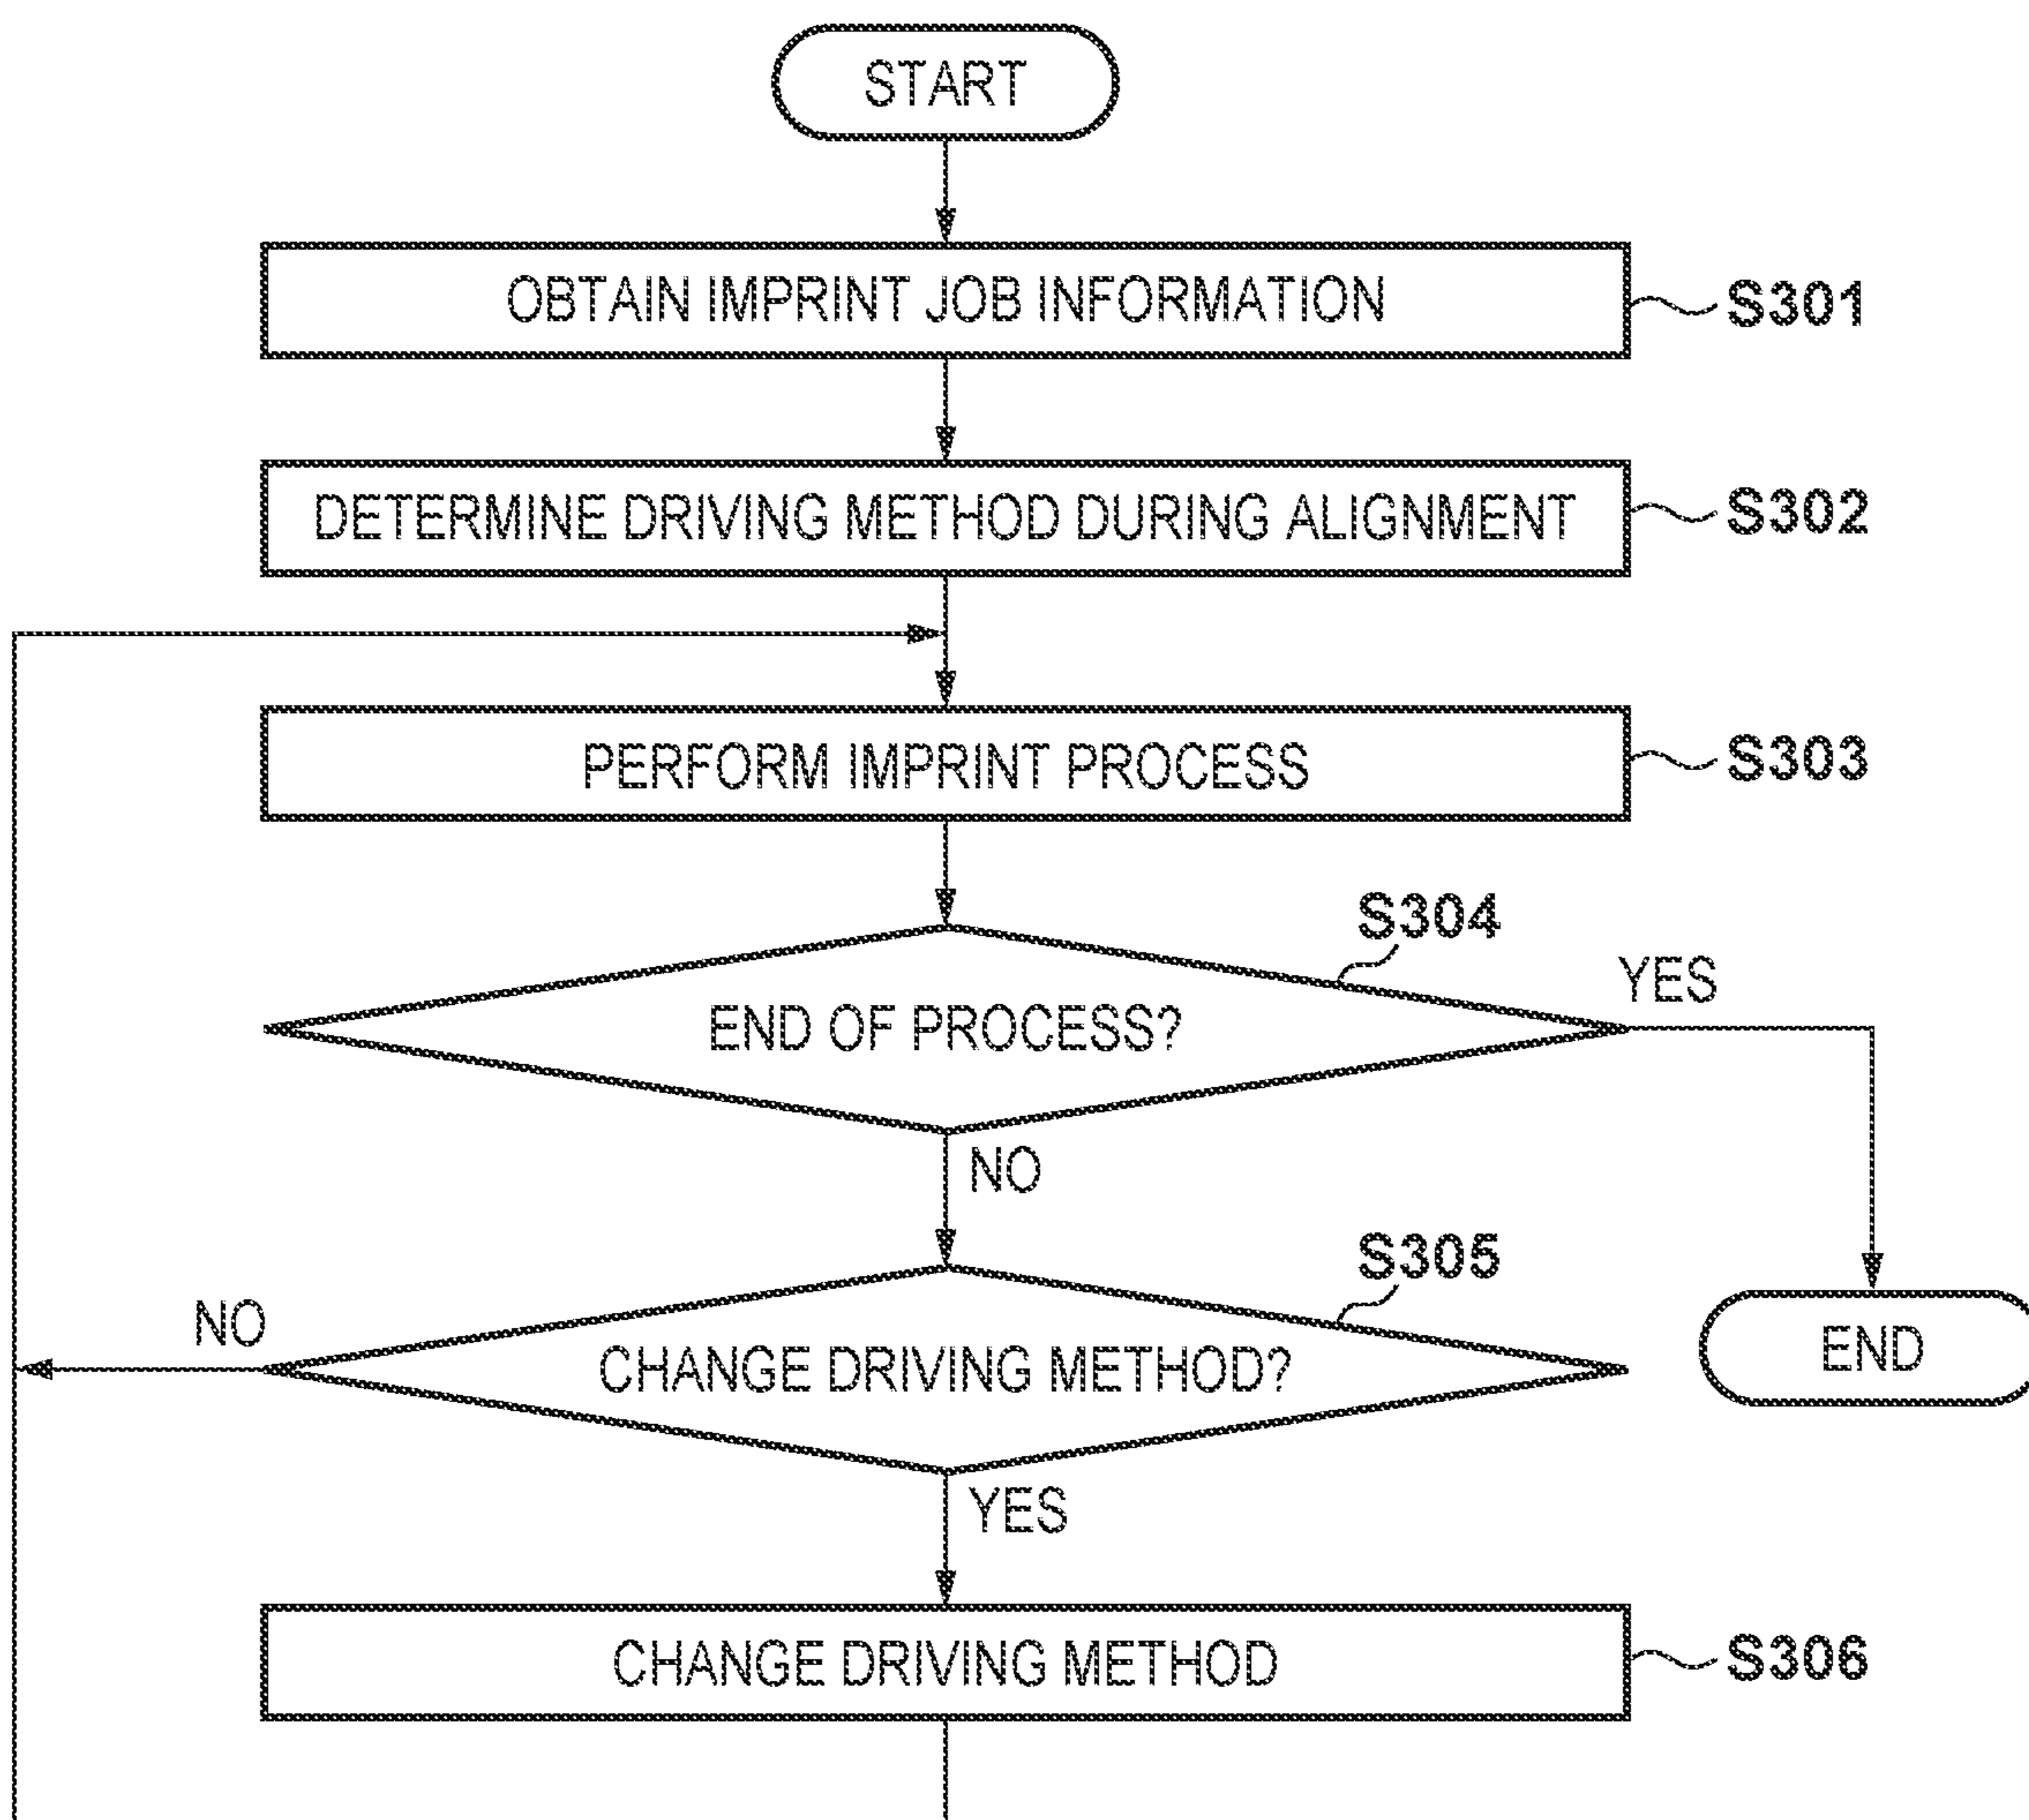 START
OBTAIN IMPRINT JOB INFORMATION
S301
DETERMINE DRIVING METHOD DURING ALIGNMENT
S302
PERFORM IMPRINT PROCESS
S303
S304
YES
END OF PROCESS?
NO
S305
NO
CHANGE DRIVING METHOD?
END
YES
CHANGE DRIVING METHOD
S306